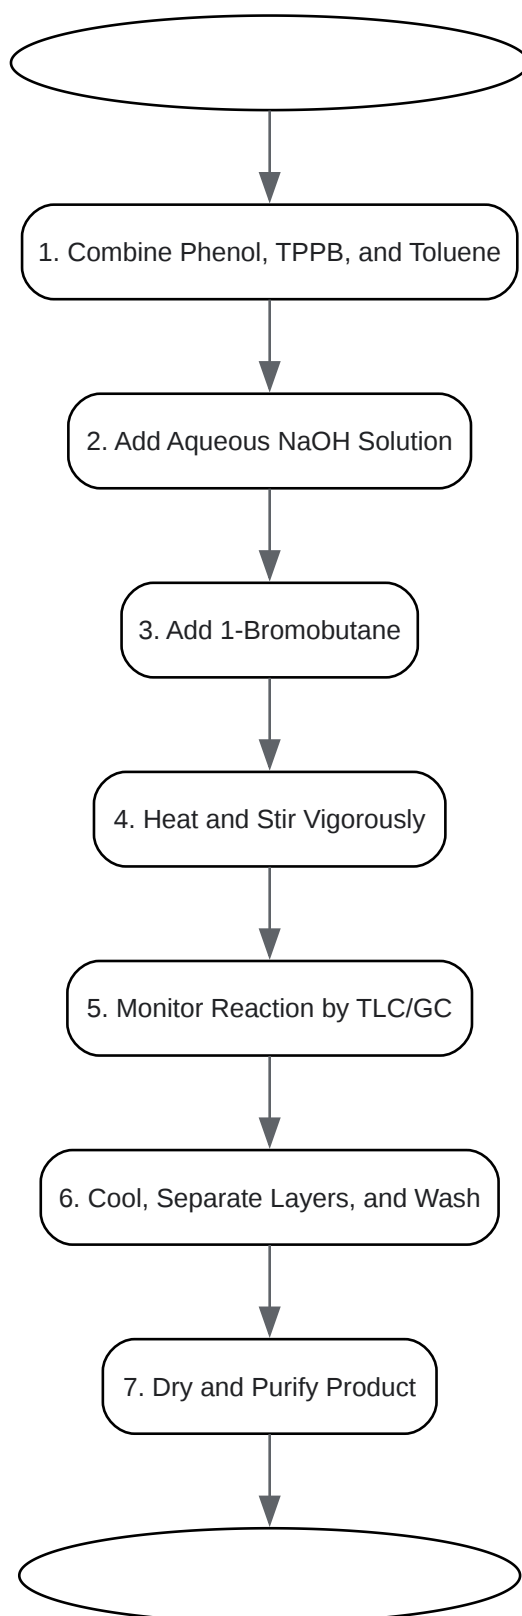 1. Combine Phenol, TPPB, and Toluene
2. Add Aqueous NaOH Solution
3. Add 1-Bromobutane
4. Heat and Stir Vigorously
5. Monitor Reaction by TLC/GC
6. Cool, Separate Layers, and Wash
7. Dry and Purify Product